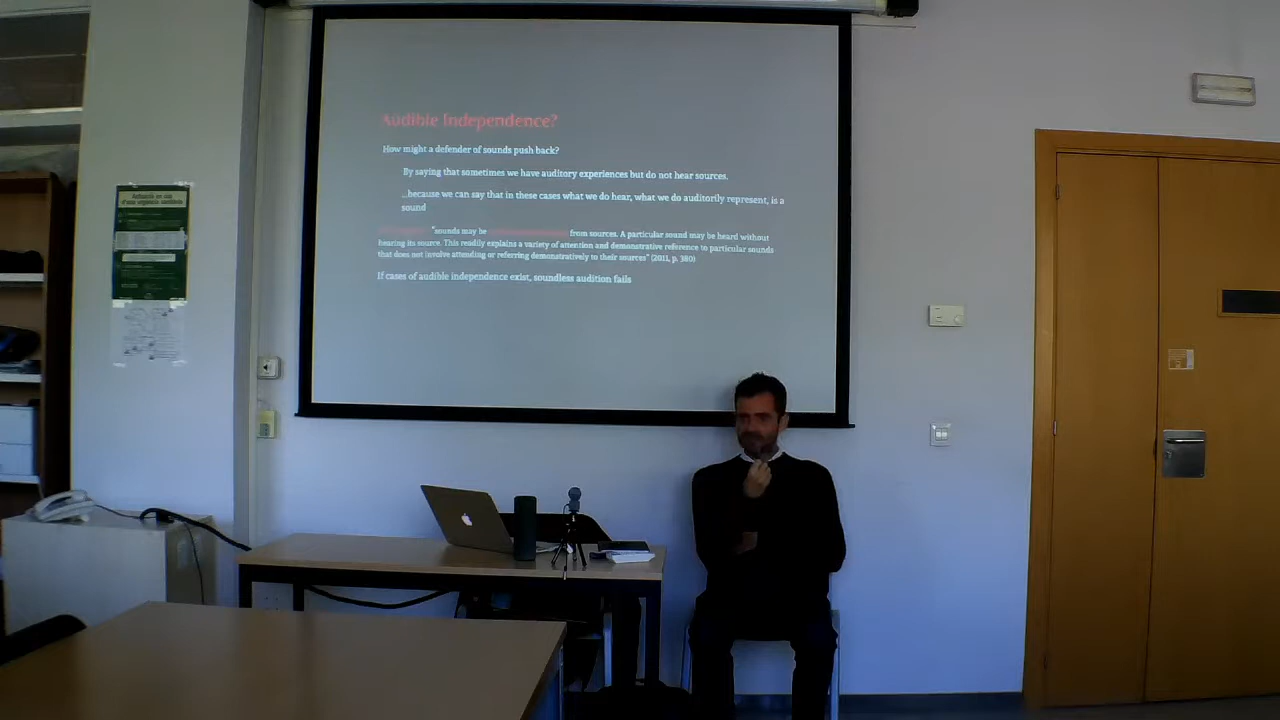 Audible Independence?
How might a defender of sounds push back?
By saying that sometimes we have auditory experiences but do not hear sources.
...because we can say that in these cases what we do hear, what we do auditorily represent, is a
sound
"sounds may be from sources. A particular sound may be heard without
hearing its source. This readily explains a variety of attention and demonstrative reference to particular sounds
that does not involve attending or referring demonstratively to their sources" (2011, p. 380)
If cases of audible independence exist, soundless audition fails